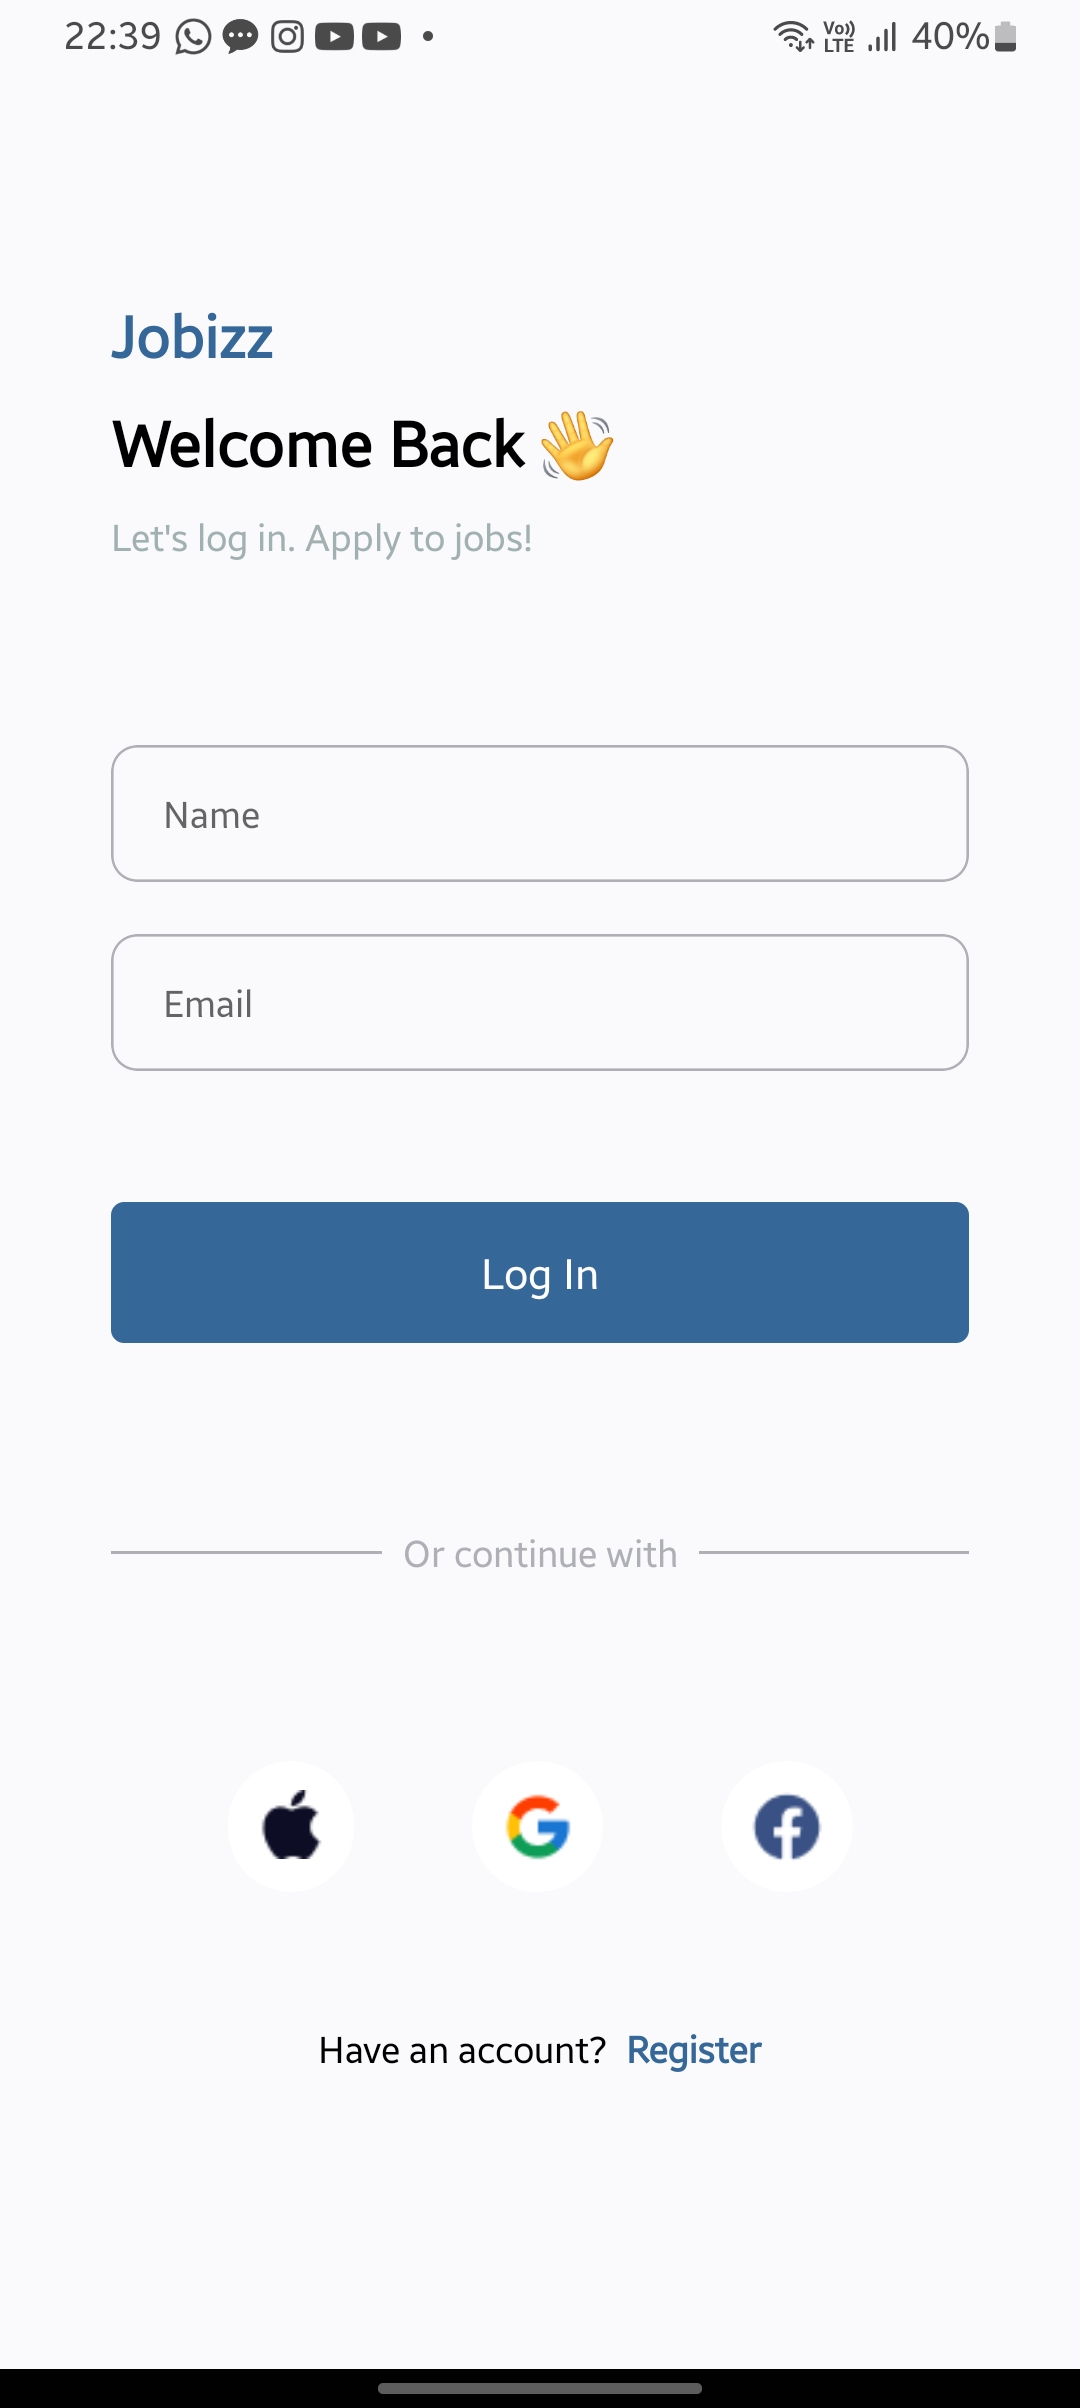 22:39
Vo)) LTE
40%
Jobizz
Welcome Back 👋
Let's log in. Apply to jobs!
Name
Email
Log In
Or continue with
Have an account? Register